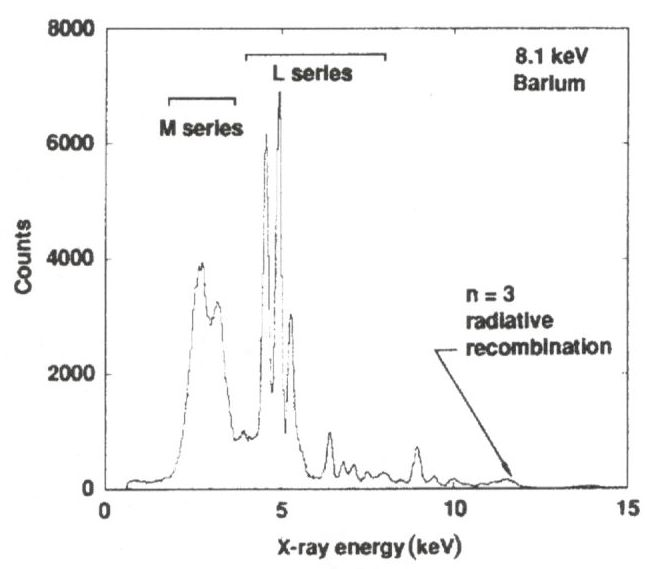 8000
6000
4000
2000
0
Counts
M series
L series
8.1 keV
Barium
n = 3
radiative
recombination
0
5
10
15
X-ray energy (keV)